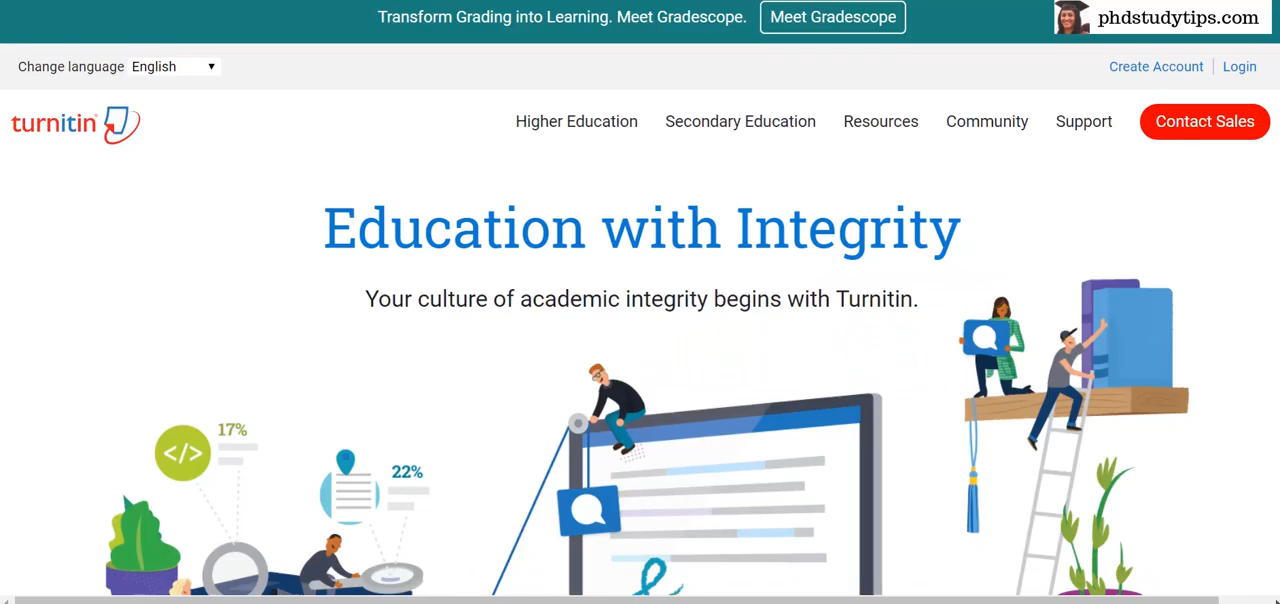 Transform Grading into Learning. Meet Gradescope. Meet Gradescope
phdstudytips.com
Change language English
Create Account Login
turnitin
Higher Education Secondary Education Resources Community Support Contact Sales
Education with Integrity
Your culture of academic integrity begins with Turnitin.
17%
</>
22%